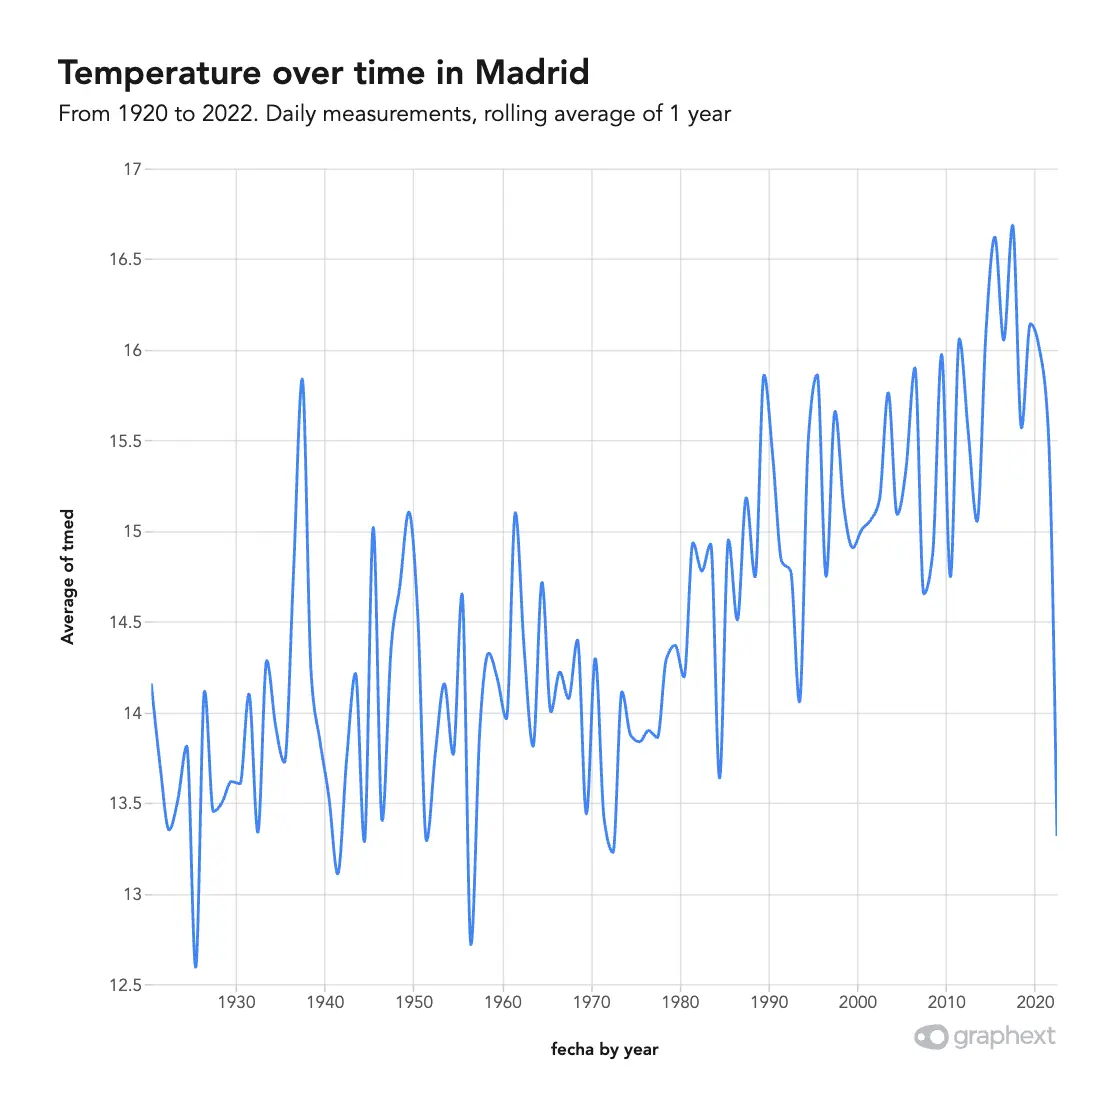 Temperature over time in Madrid
From 1920 to 2022. Daily measurements, rolling average of 1 year
17
16.5
16
15.5
15
14.5
14
13.5
13
12.5
Average of tmed
1930 1940 1950 1960 1970 1980 1990 2000 2010 2020
fecha by year
graphext